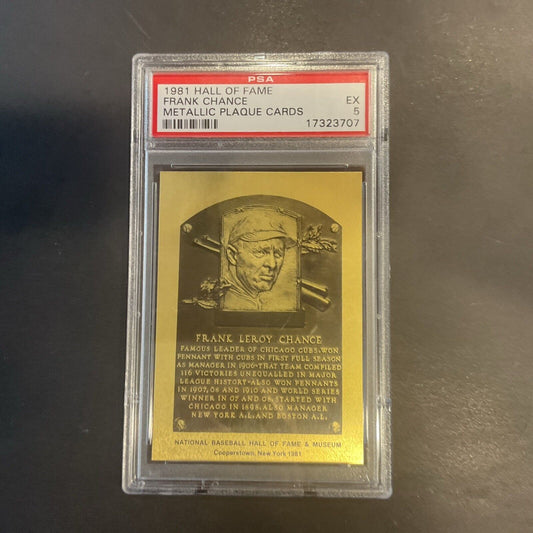 PSA
1981 HALL OF FAME
FRANK CHANCE EX
METALLIC PLAQUE CARDS 5
17323707
FRANK LEROY CHANCE
FAMOUS LEADER OF CHICAGO CUBS. WON
PENNANT WITH CUBS IN FIRST FULL SEASON
AS MANAGER IN 1906-THAT TEAM COMPILED
116 VICTORIES UNEQUALLED IN MAJOR
LEAGUE HISTORY-ALSO WON PENNANTS
IN 1907, 08 AND 1910 AND WORLD SERIES
WINNER IN 07 AND 08. STARTED WITH
CHICAGO IN 1898. ALSO MANAGER
NEW YORK A.L. AND BOSTON A.L.
NATIONAL BASEBALL HALL OF FAME & MUSEUM
Cooperstown, New York 1981